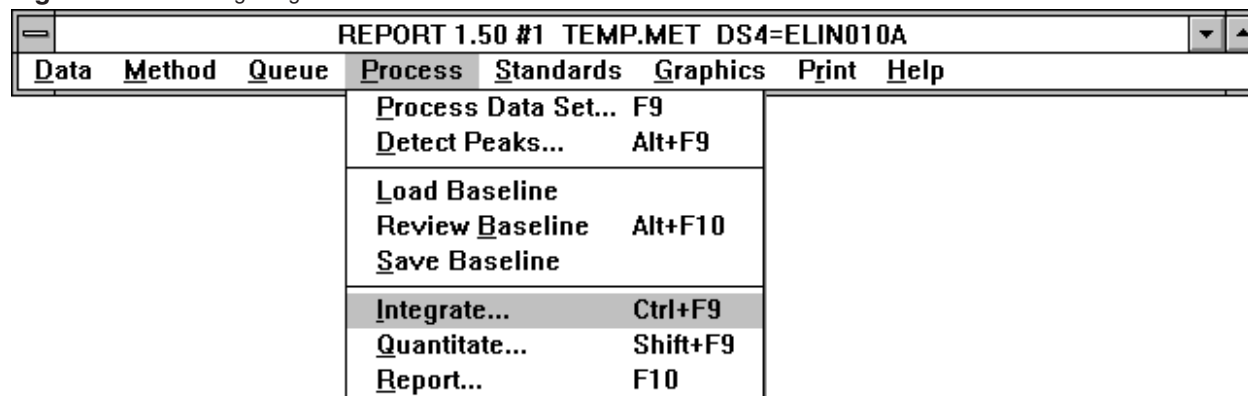 REPORT 1.50 #1 TEMP.MET DS4=ELIN010A
Data Method Queue Process Standards Graphics Print Help
Process Data Set... F9
Detect Peaks... Alt+F9
Load Baseline
Review Baseline Alt+F10
Save Baseline
Integrate... Ctrl+F9
Quantitate... Shift+F9
Report... F10